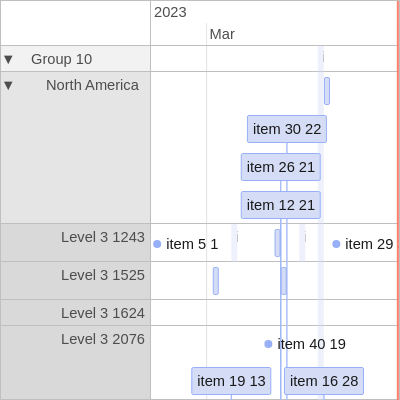 2023
Mar
▼ Group 10
i
▼ North America
item 30 22
item 26 21
item 12 21
Level 3 1243
item 5 1
i
i
item 29
Level 3 1525
Level 3 1624
Level 3 2076
item 40 19
item 19 13
item 16 28